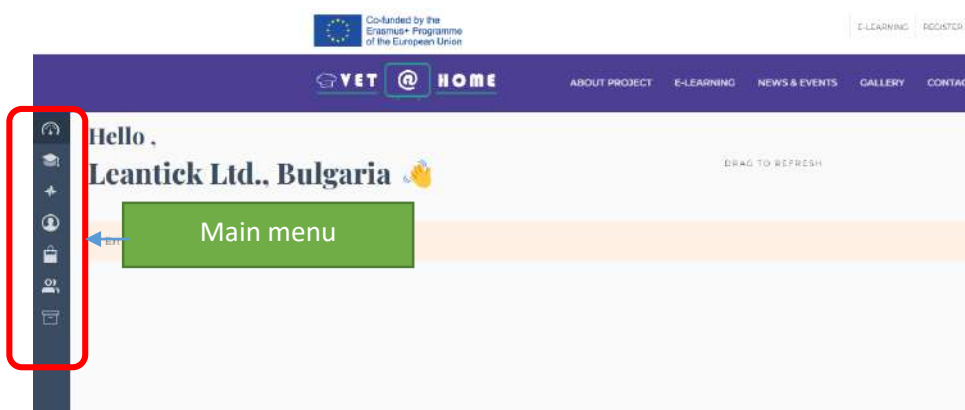 Co-funded by the
Erasmus+ Programme
of the European Union
E-LEARNING REGISTER
VET @ HOME
ABOUT PROJECT E-LEARNING NEWS & EVENTS GALLERY CONTAC
Hello ,
Leantick Ltd., Bulgaria
DRAG TO REFRESH
Main menu